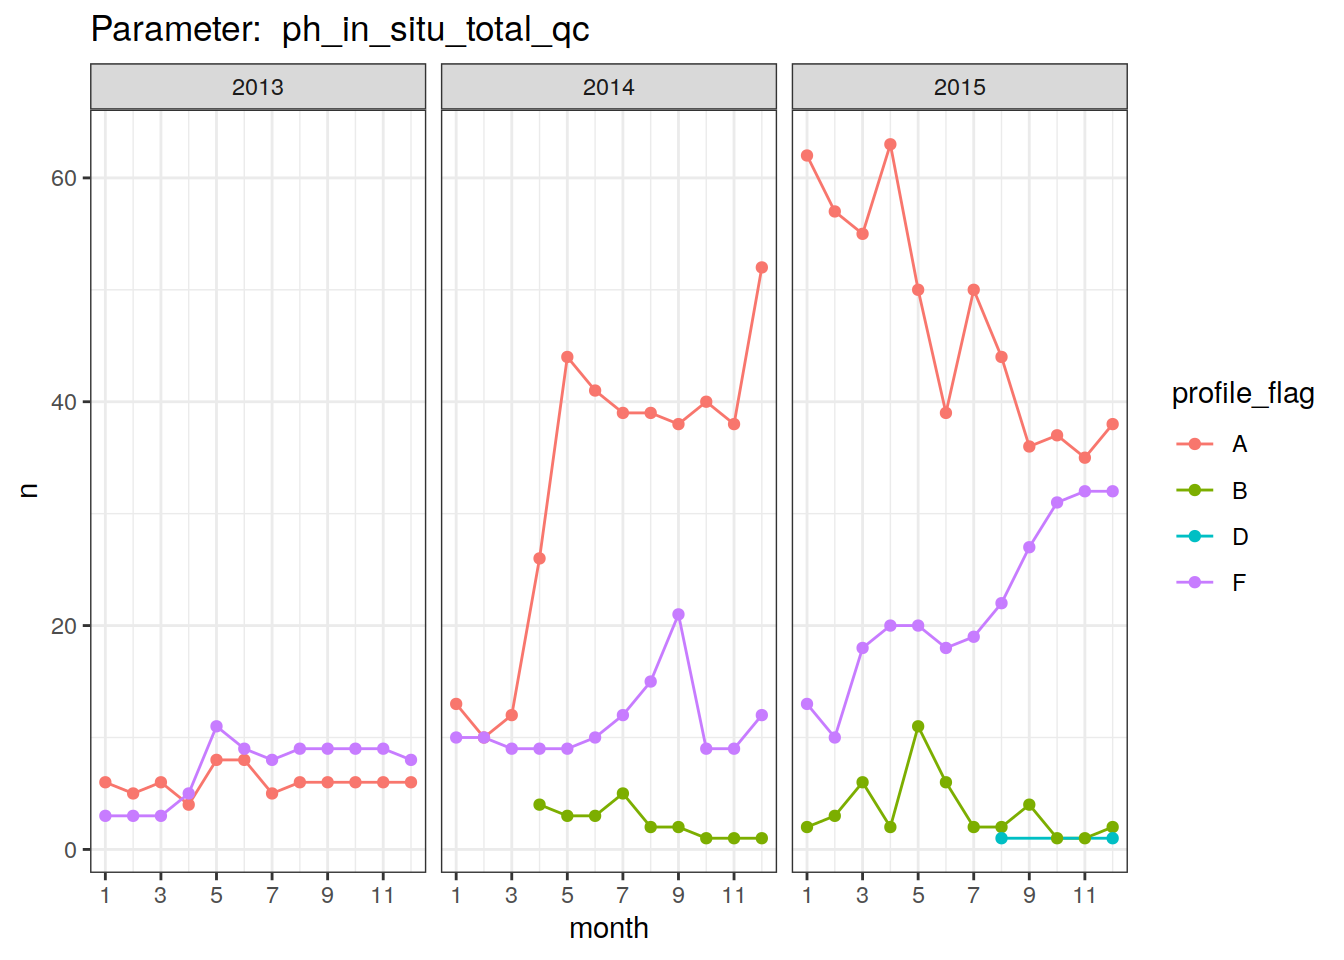 Parameter:  ph_in_situ_total_qc
2013 2014 2015
60
40
20
0
n
1 3 5 7 9 11 1 3 5 7 9 11 1 3 5 7 9 11
month
profile_flag
A
B
D
F